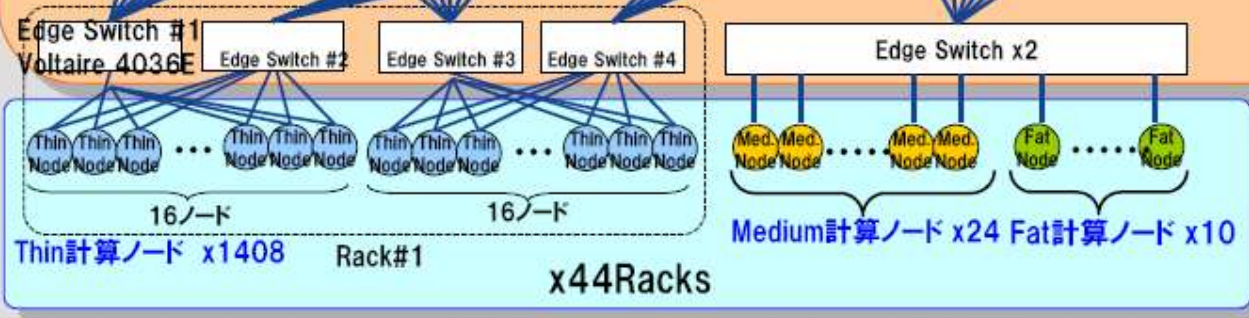 Edge Switch #1
Voltaire 4036E
Edge Switch #2
Edge Switch #3
Edge Switch #4
Edge Switch x2
Thin Node
Thin Node
Thin Node
• • •
Thin Node
Thin Node
Thin Node
Thin Node
Thin Node
Thin Node
• • •
Thin Node
Thin Node
Thin Node
Med. Node
Med. Node
•••••
Med. Node
Med. Node
Fat Node
••••••
Fat Node
16ノード
16ノード
Thin計算ノード x1408
Rack#1
Medium計算ノード x24
Fat計算ノード x10
x44Racks